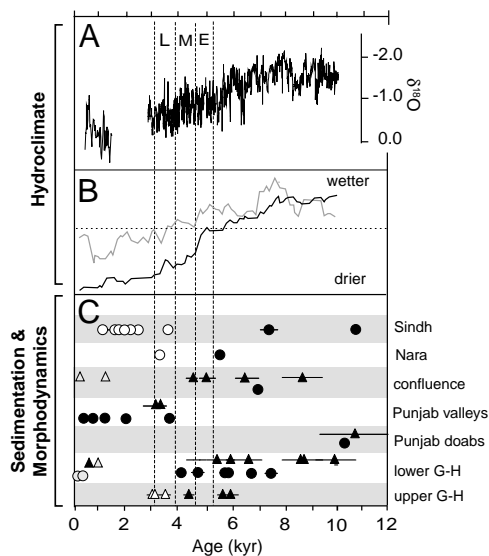 A
L M E
-2.0
-1.0
0.0
δ18O
Hydroclimate
B
wetter
drier
C
Sedimentation &
Morphodynamics
Sindh
Nara
confluence
Punjab valleys
Punjab doabs
lower G-H
upper G-H
0 2 4 6 8 10 12
Age (kyr)